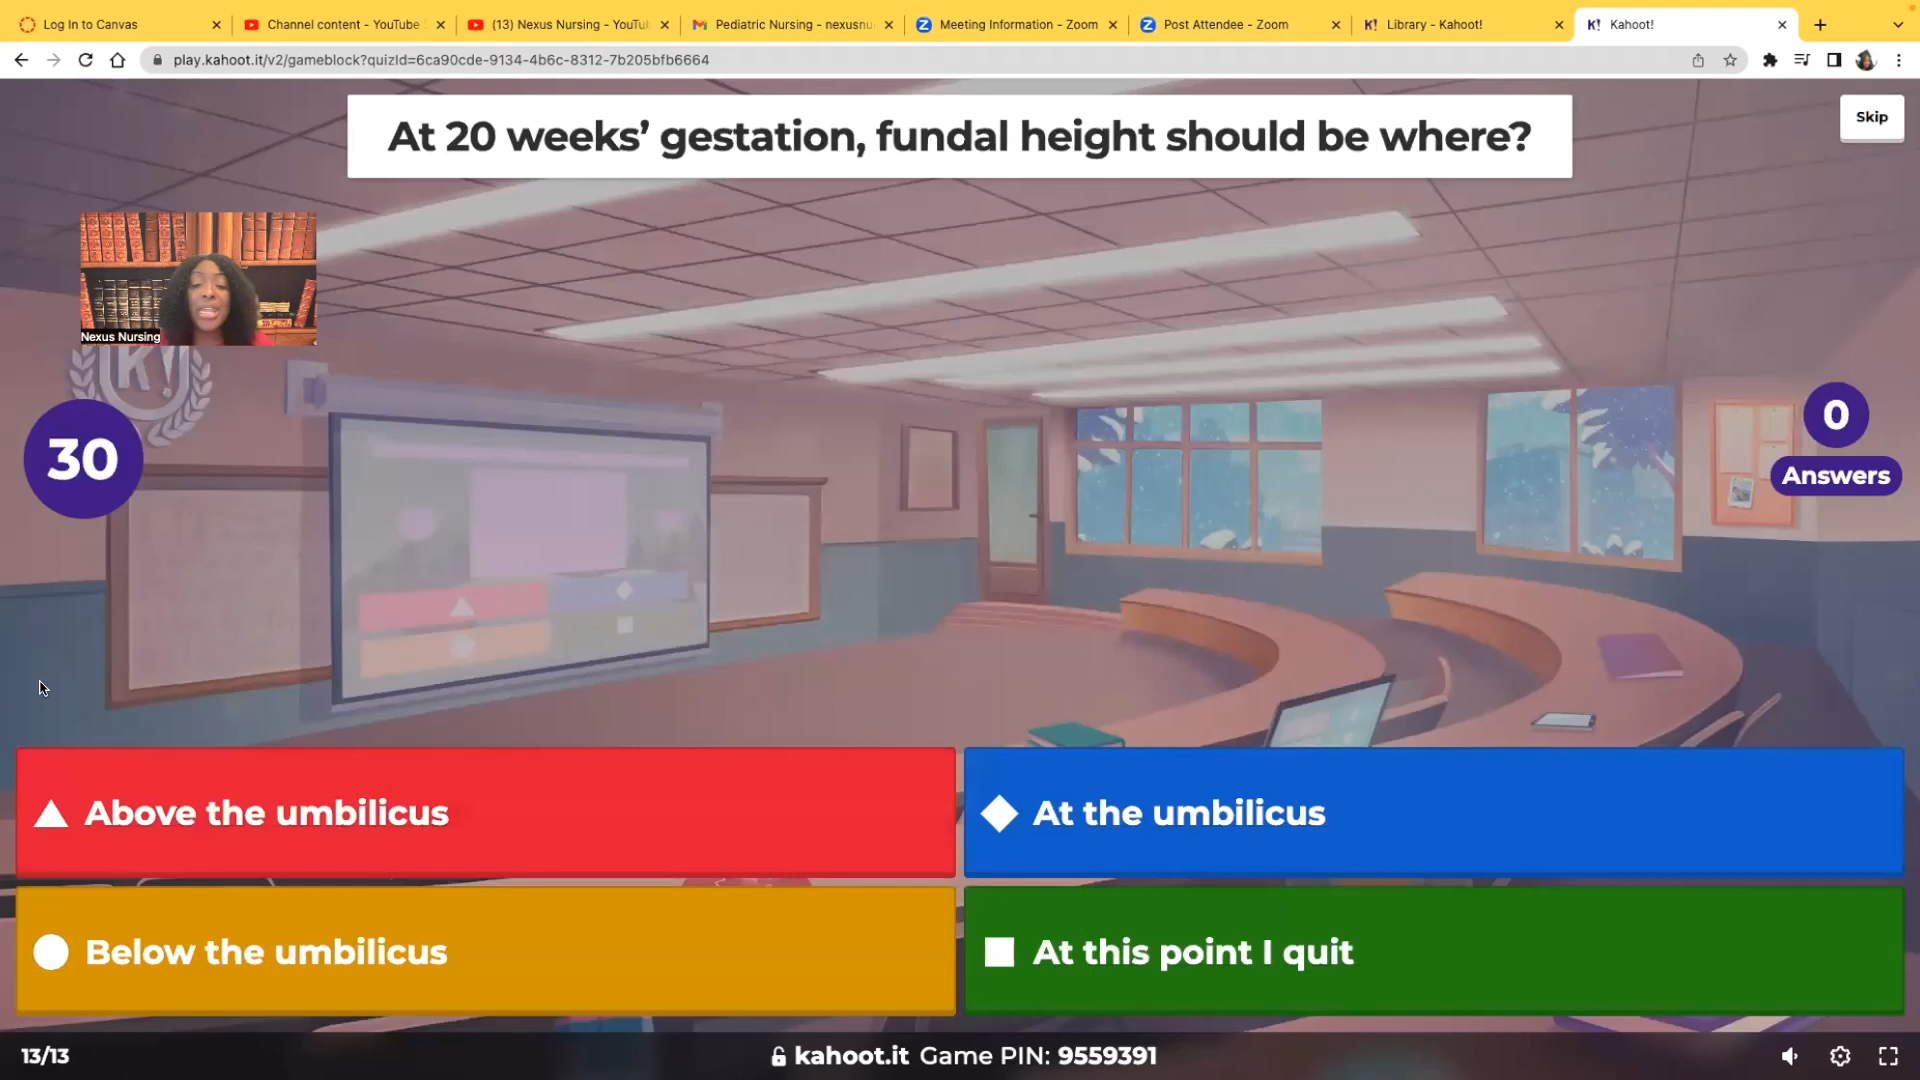 Log In to Canvas
Channel content - YouTube
(13) Nexus Nursing - YouTu
Pediatric Nursing - nexusnu
Meeting Information - Zoom
Post Attendee - Zoom
Library - Kahoot!
Kahoot!
play.kahoot.it/v2/gameblock?quizId=6ca90cde-9134-4b6c-8312-7b205bfb6664
At 20 weeks’ gestation, fundal height should be where?
Skip
Nexus Nursing
K!
30
0
Answers
Above the umbilicus
At the umbilicus
Below the umbilicus
At this point I quit
13/13
kahoot.it Game PIN: 9559391